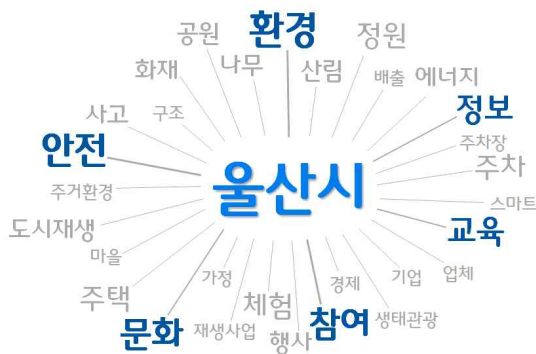 공원
환경
정원
화재
나무
산림
배출
에너지
사고
구조
정보
안전
주차장
주차
울산시
주거환경
스마트
도시재생
교육
마을
가정
경제
기업
업체
주택
체험
문화
재생사업
행사
참여
생태관광